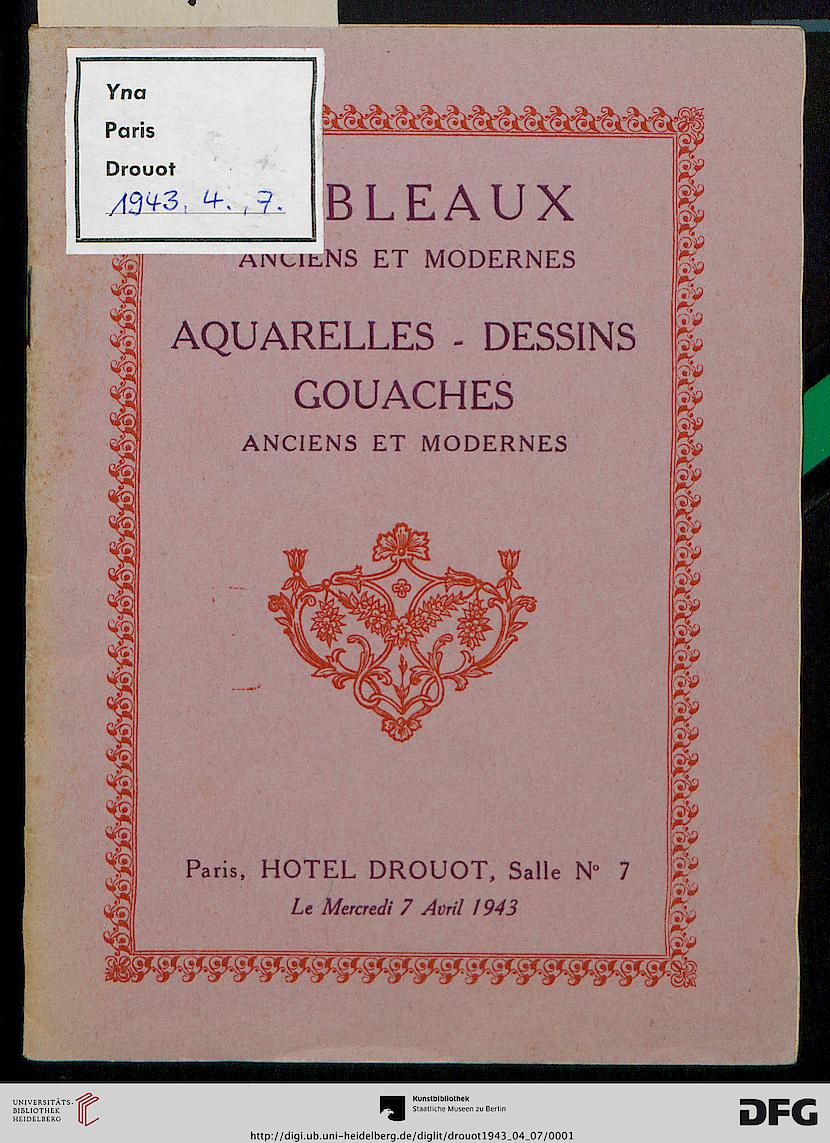 Yna
Paris
Drouot
1943. 4. , 7.
BLEAUX
ANCIENS ET MODERNES
AQUARELLES - DESSINS
GOUACHES
ANCIENS ET MODERNES
Paris, HOTEL DROUOT, Salle N° 7
Le Mercredi 7 Avril 1943
UNIVERSITÄTS-
BIBLIOTHEK
HEIDELBERG
Kunstbibliothek
Staatliche Museen zu Berlin
DFG
http://digi.ub.uni-heidelberg.de/diglit/drouot1943_04_07/0001